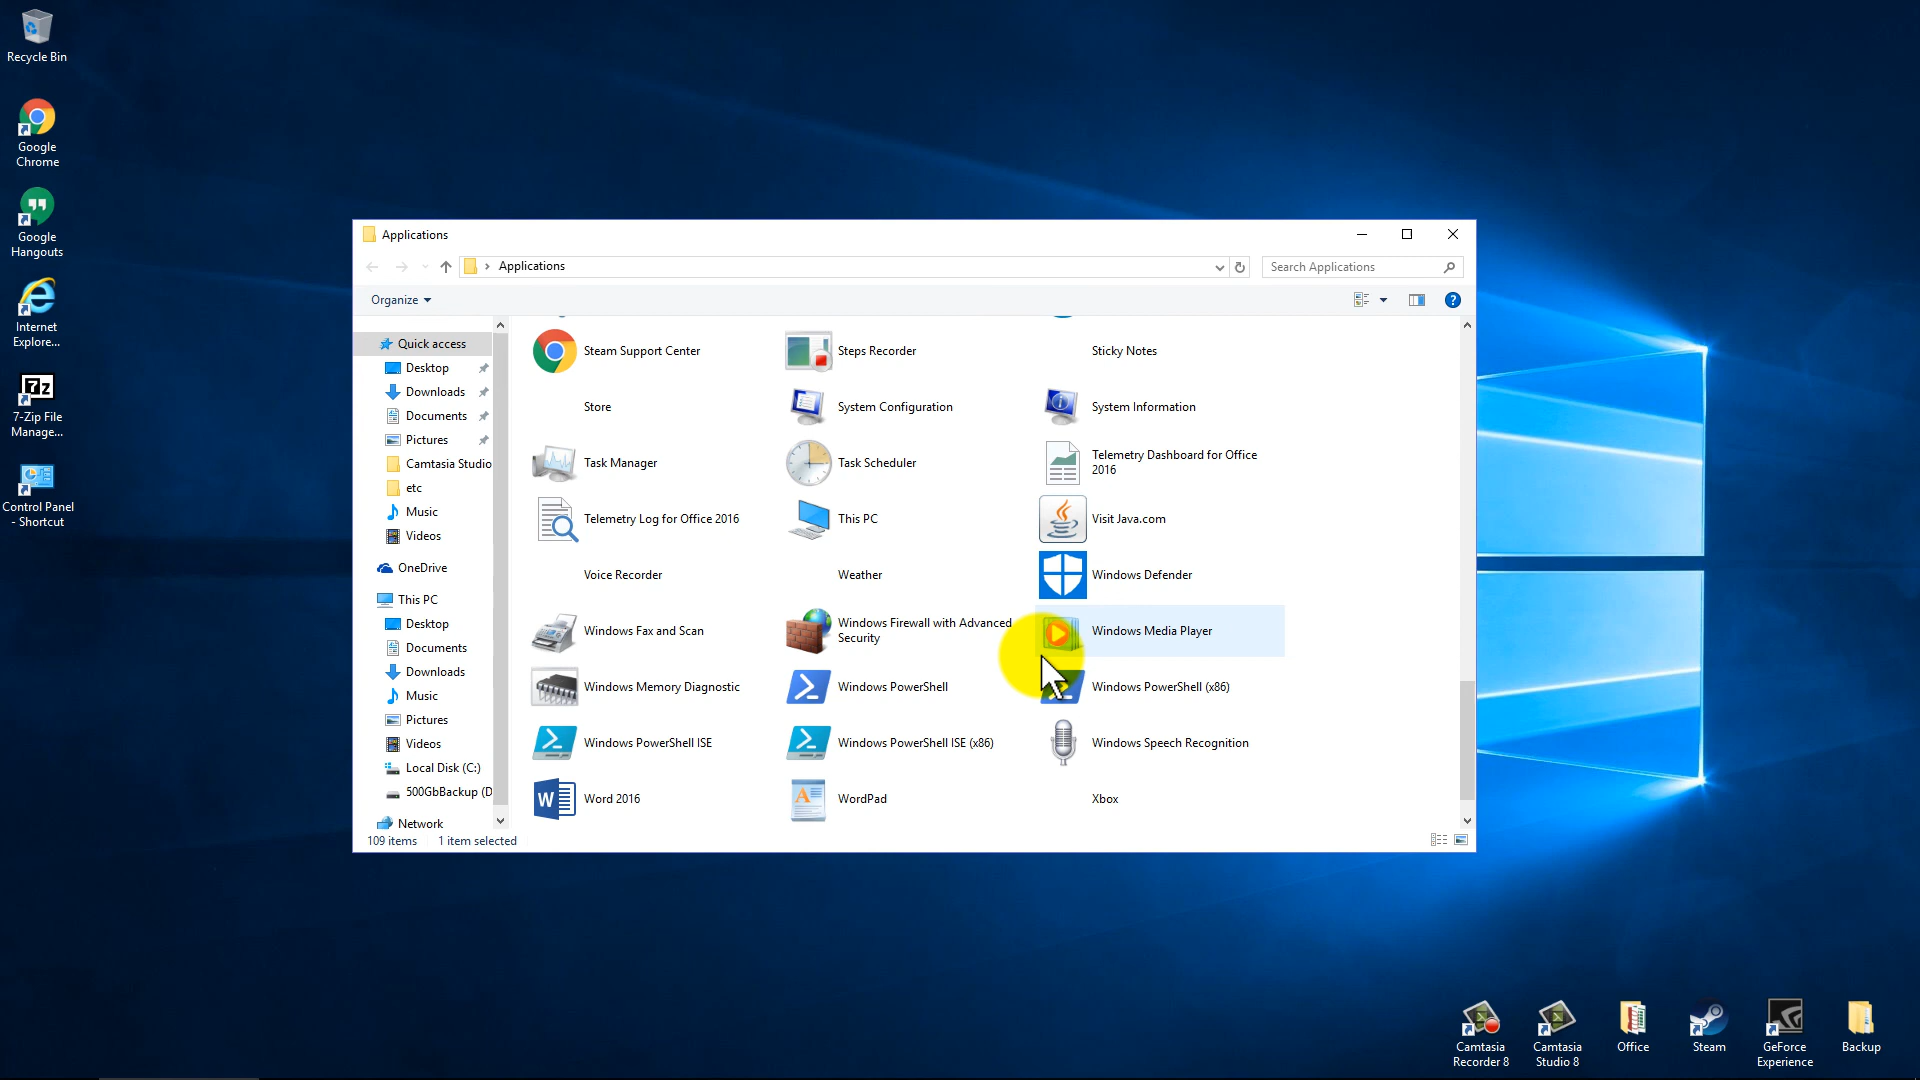 Recycle Bin
Google
Chrome
Google
Hangouts
Internet
Explore...
7z
7-Zip File
Manage...
Control Panel
- Shortcut
Applications
Applications
Search Applications
Organize
?
Quick access
Desktop
Downloads
Documents
Pictures
Camtasia Studio
etc
Music
Videos
OneDrive
This PC
Desktop
Documents
Downloads
Music
Pictures
Videos
Local Disk (C:)
500GbBackup (D
Network
Steam Support Center
Steps Recorder
Sticky Notes
Store
System Configuration
System Information
Task Manager
Task Scheduler
Telemetry Dashboard for Office
2016
Telemetry Log for Office 2016
This PC
Visit Java.com
Voice Recorder
Weather
Windows Defender
Windows Fax and Scan
Windows Firewall with Advanced
Security
Windows Media Player
Windows Memory Diagnostic
Windows PowerShell
Windows PowerShell (x86)
Windows PowerShell ISE
Windows PowerShell ISE (x86)
Windows Speech Recognition
W
Word 2016
A
WordPad
Xbox
109 items
1 item selected
Camtasia
Recorder 8
Camtasia
Studio 8
Office
Steam
GeForce
Experience
Backup